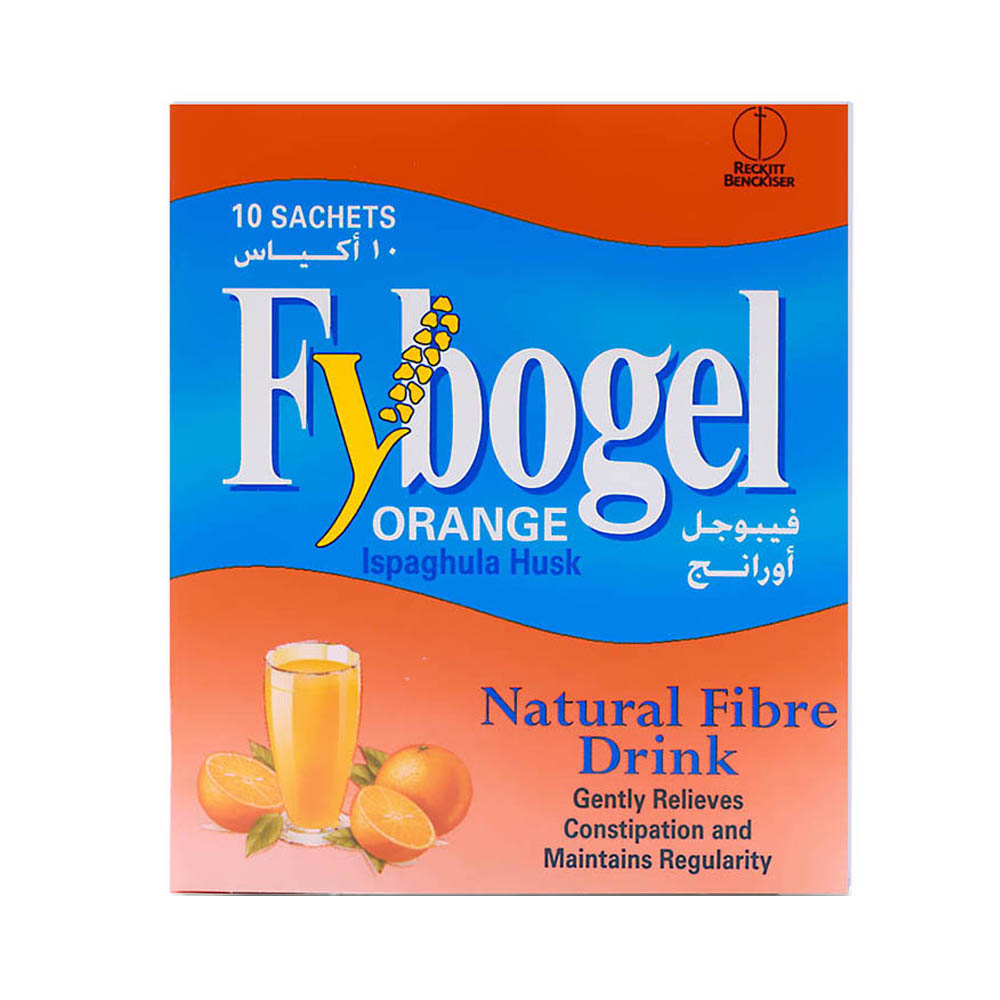 RECKITT
BENCKISER
10 SACHETS
١٠ أكياس
Fybogel
ORANGE
Ispaghula Husk
فيبوجل
أورانج
Natural Fibre
Drink
Gently Relieves
Constipation and
Maintains Regularity